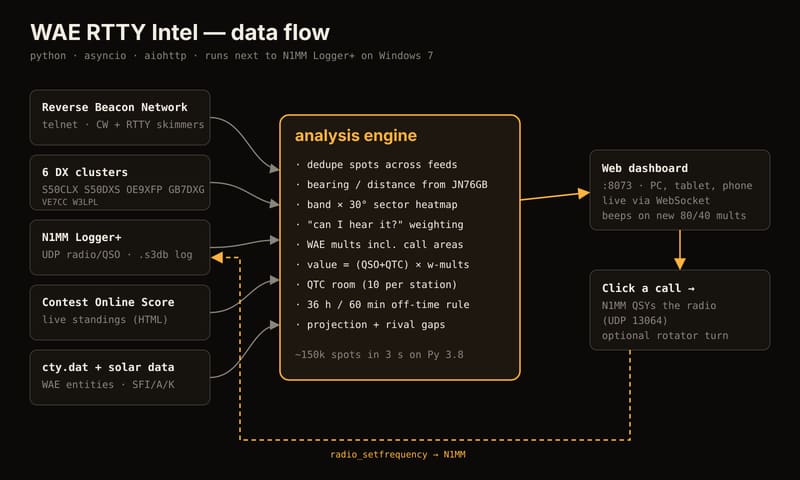 WAE RTTY Intel — data flow
python · asyncio · aiohttp · runs next to N1MM Logger+ on Windows 7
Reverse Beacon Network
telnet · CW + RTTY skimmers
6 DX clusters
S50CLX S50DXS OE9XFP GB7DXG
VE7CC W3LPL
N1MM Logger+
UDP radio/QSO · .s3db log
Contest Online Score
live standings (HTML)
cty.dat + solar data
WAE entities · SFI/A/K
analysis engine
· dedupe spots across feeds
· bearing / distance from JN76GB
· band × 30° sector heatmap
· "can I hear it?" weighting
· WAE mults incl. call areas
· value = (QSO+QTC) × w-mults
· QTC room (10 per station)
· 36 h / 60 min off-time rule
· projection + rival gaps
~150k spots in 3 s on Py 3.8
Web dashboard
:8073 · PC, tablet, phone
live via WebSocket
beeps on new 80/40 mults
Click a call →
N1MM QSYs the radio
(UDP 13064)
optional rotator turn
radio_setfrequency → N1MM